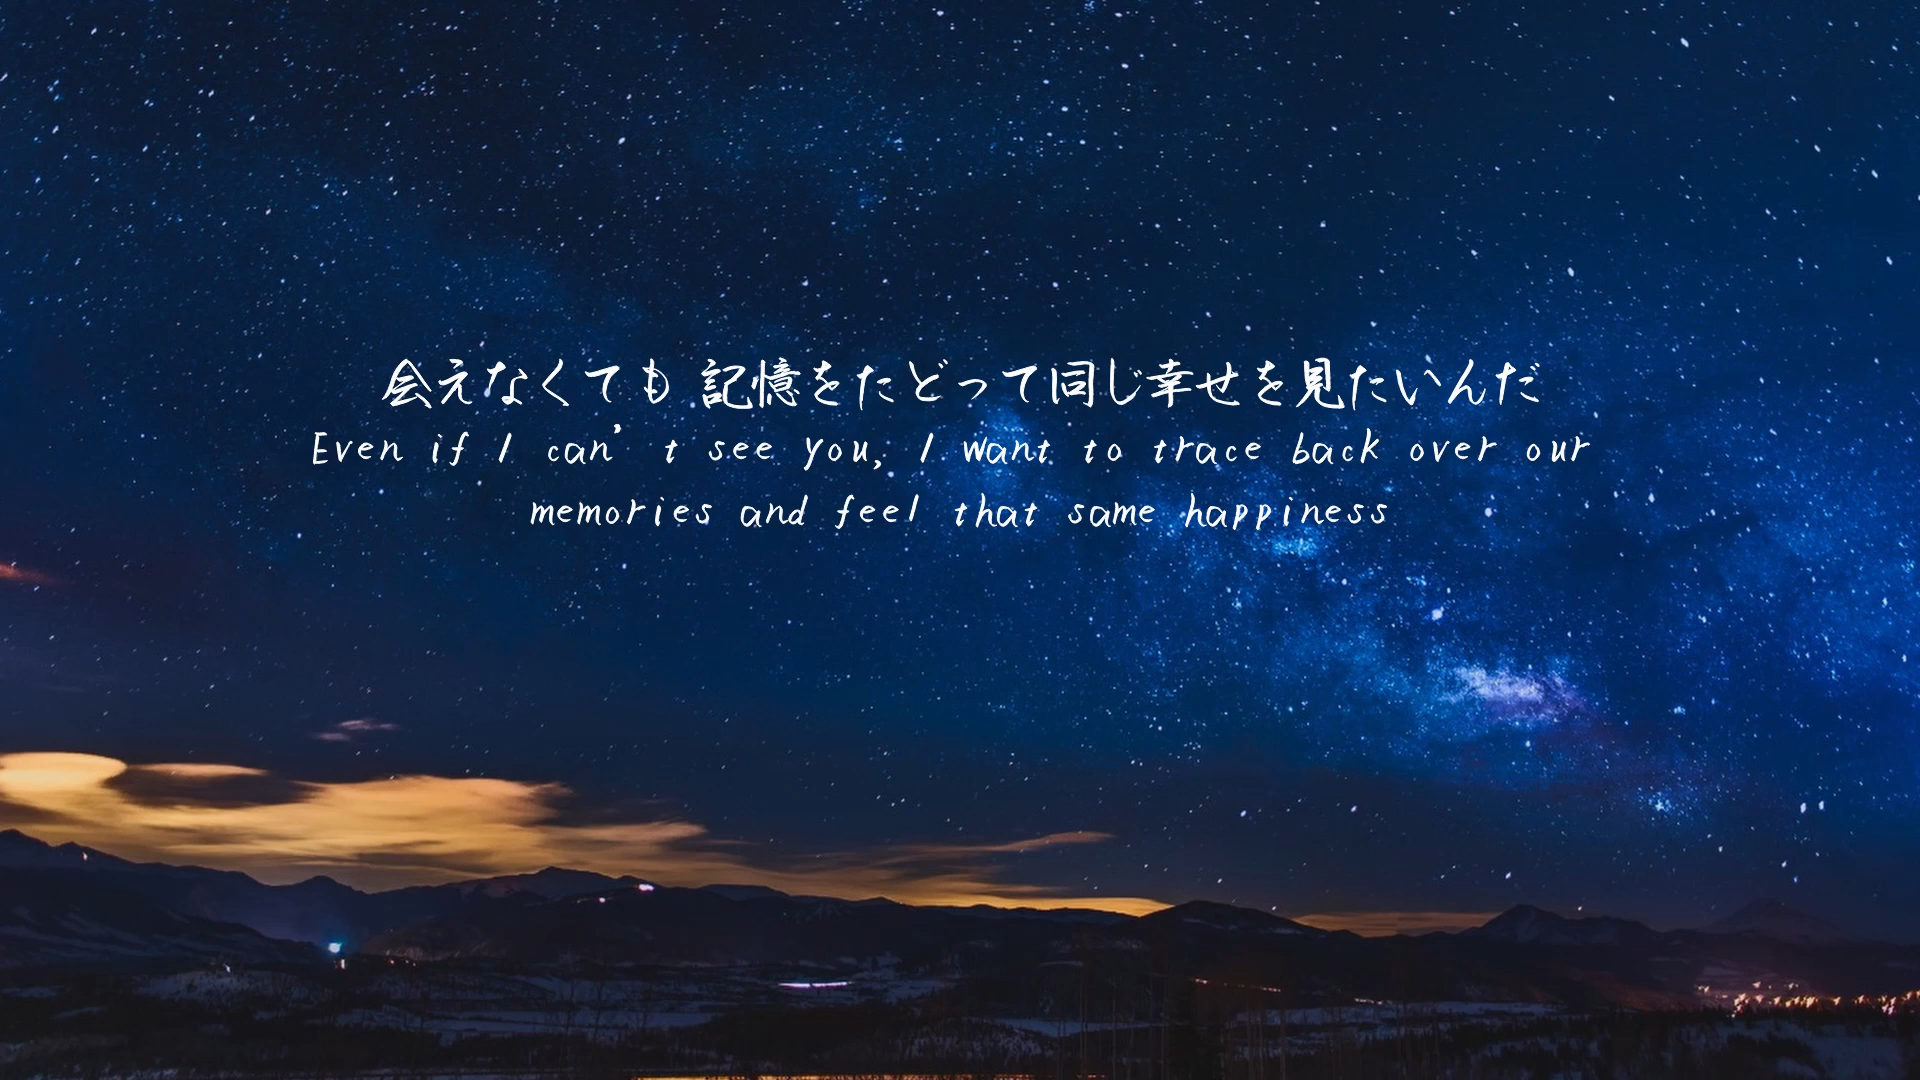 会えなくても 記憶をたどって同じ幸せを見たいんだ
Even if I can't see you, I want to trace back over our
memories and feel that same happiness